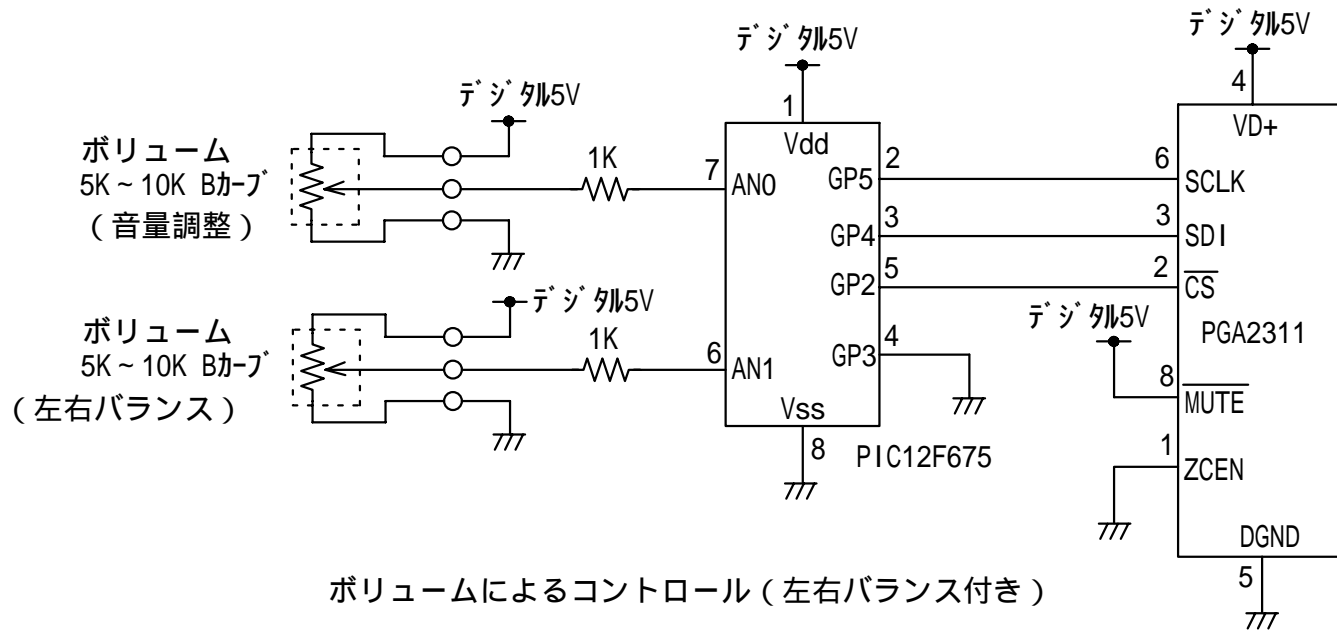 デジタル5V
デジタル5V
デジタル5V
ボリューム
5K~10K Bカーブ
(音量調整)
1K
7
AN0
1
Vdd
GP5
2
GP4
3
GP2
5
GP3
4
Vss
8
PIC12F675
デジタル5V
ボリューム
5K~10K Bカーブ
(左右バランス)
1K
6
AN1
4
VD+
6
SCLK
3
SDI
2
CS
PGA2311
デジタル5V
8
MUTE
1
ZCEN
DGND
5
ボリュームによるコントロール(左右バランス付き)